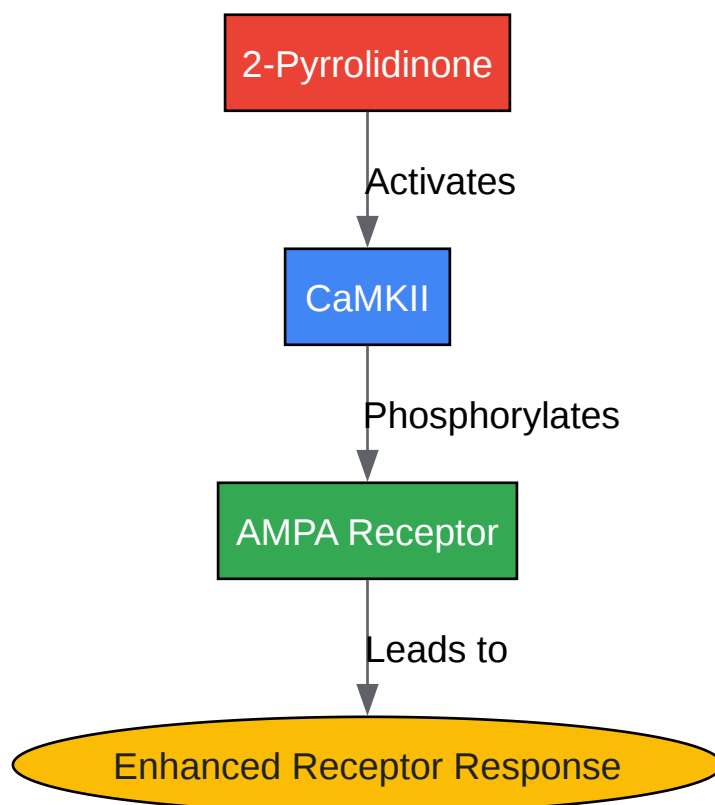 2-Pyrrolidinone
Activates
CaMKII
Phosphorylates
AMPA Receptor
Leads to
Enhanced Receptor Response